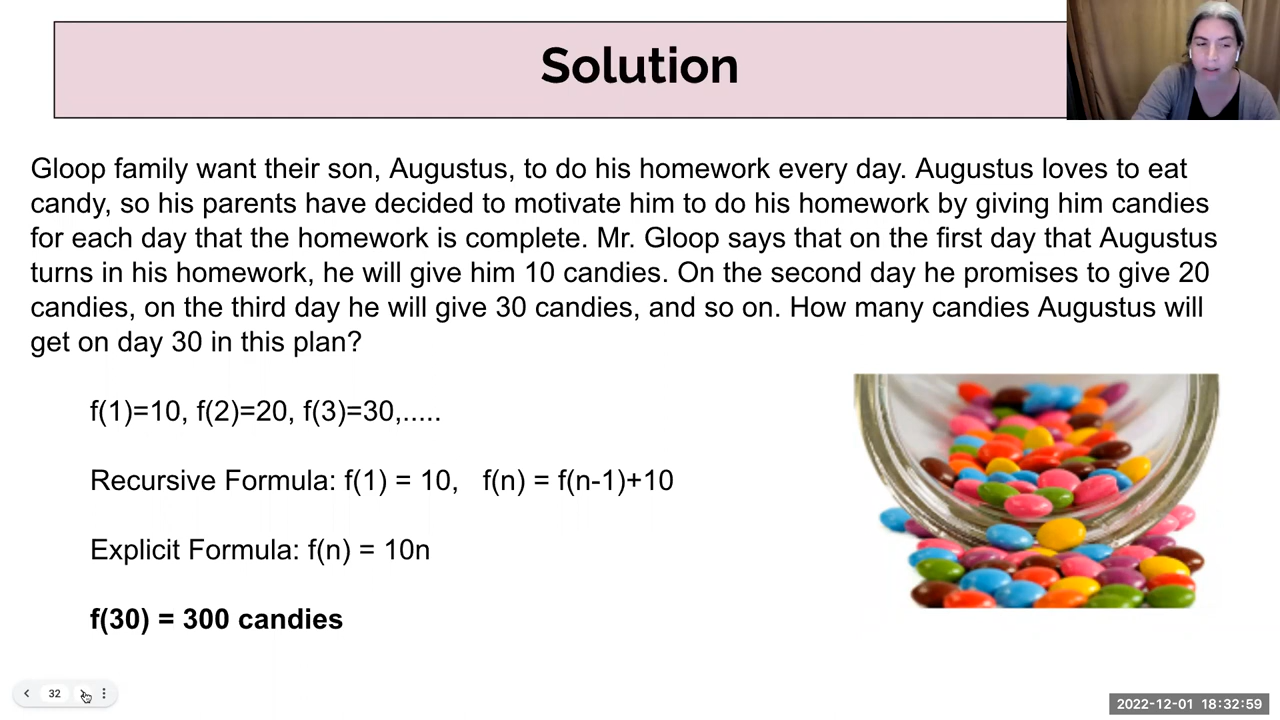 Solution
Gloop family want their son, Augustus, to do his homework every day. Augustus loves to eat
candy, so his parents have decided to motivate him to do his homework by giving him candies
for each day that the homework is complete. Mr. Gloop says that on the first day that Augustus
turns in his homework, he will give him 10 candies. On the second day he promises to give 20
candies, on the third day he will give 30 candies, and so on. How many candies Augustus will
get on day 30 in this plan?
f(1)=10, f(2)=20, f(3)=30,.....
Recursive Formula: f(1) = 10,   f(n) = f(n-1)+10
Explicit Formula: f(n) = 10n
f(30) = 300 candies
32
2022-12-01 18:32:59